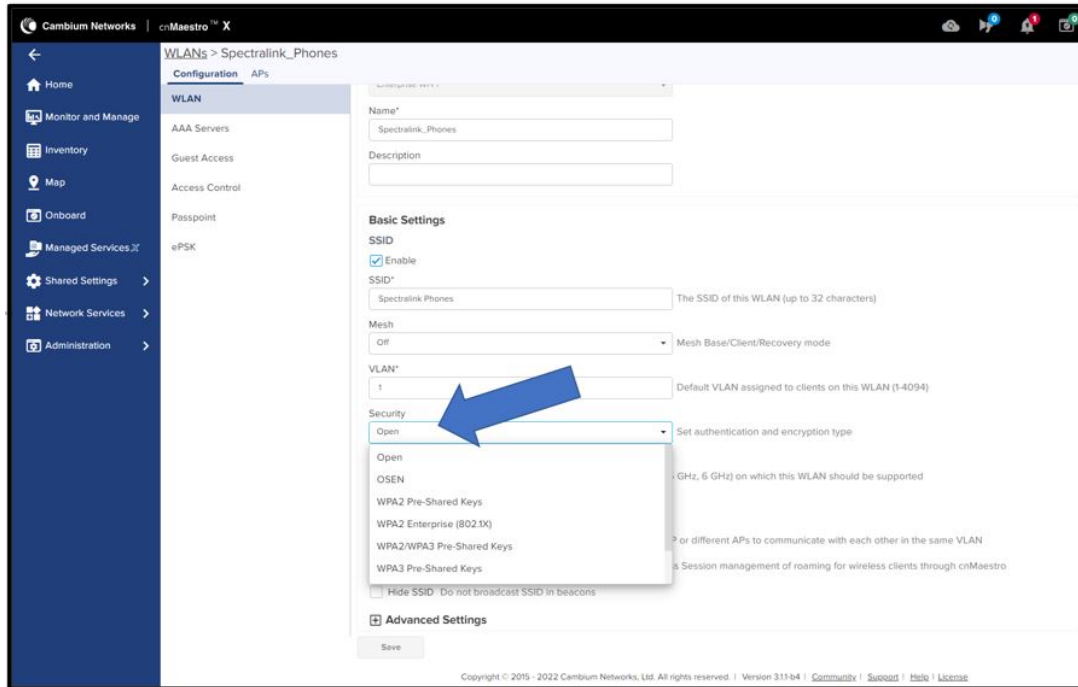 Cambium Networks | cnMaestro™ X
0
1
0
WLANs > Spectralink_Phones
Configuration APs
Home
Monitor and Manage
Inventory
Map
Onboard
Managed Services X
Shared Settings
Network Services
Administration
WLAN
AAA Servers
Guest Access
Access Control
Passpoint
ePSK
Name*
Spectralink_Phones
Description
Basic Settings
SSID
Enable
SSID*
Spectralink Phones The SSID of this WLAN (up to 32 characters)
Mesh
Off Mesh Base/Client/Recovery mode
VLAN*
1 Default VLAN assigned to clients on this WLAN (1-4094)
Security
Open Set authentication and encryption type
Open
OSEN
GHz, 6 GHz) on which this WLAN should be supported
WPA2 Pre-Shared Keys
WPA2 Enterprise (802.1X)
WPA2/WPA3 Pre-Shared Keys
or different APs to communicate with each other in the same VLAN
WPA3 Pre-Shared Keys
Session management of roaming for wireless clients through cnMaestro
Hide SSID Do not broadcast SSID in beacons
Advanced Settings
Save
Copyright © 2015 - 2022 Cambium Networks, Ltd. All rights reserved. | Version 3.1.1-b4 | Community | Support | Help | License